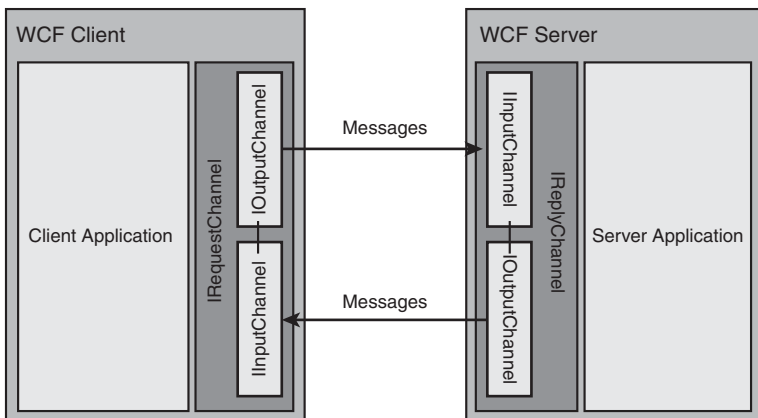 WCF Client
WCF Server
Client Application
IRequestChannel
IOutputChannel
IInputChannel
Messages
Messages
IInputChannel
IOutputChannel
IReplyChannel
Server Application